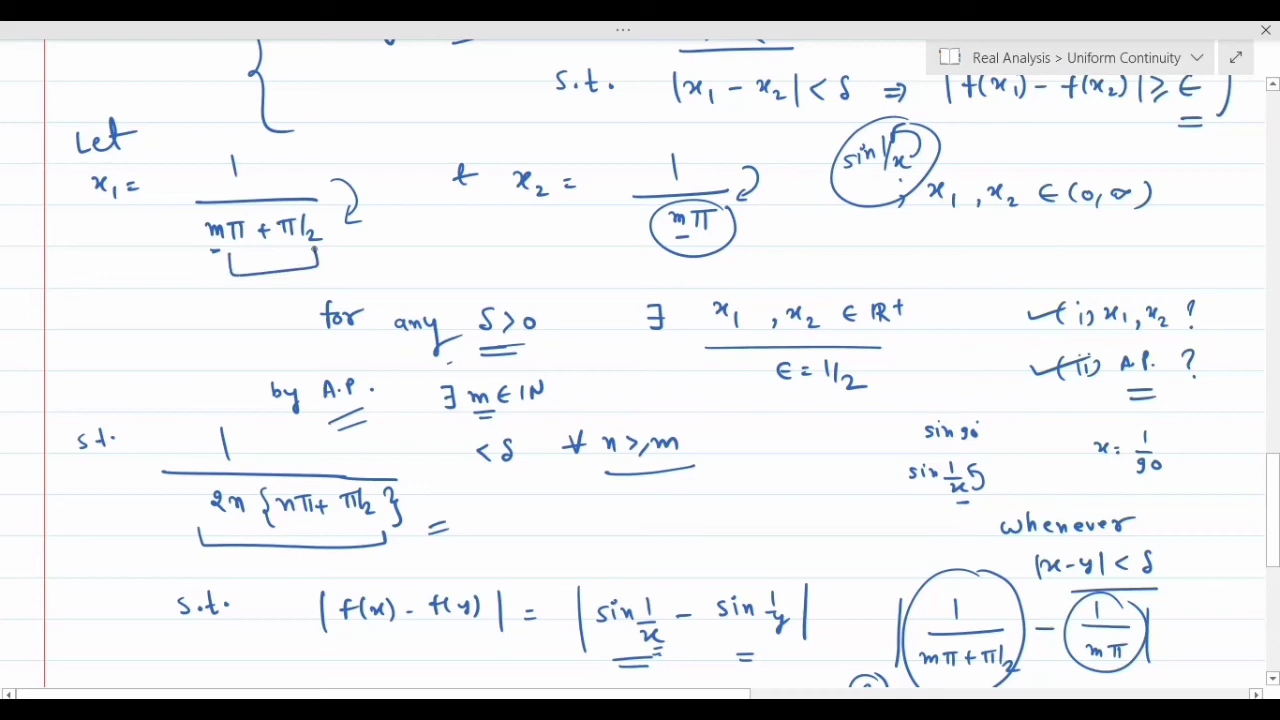 Real Analysis > Uniform Continuity
s.t. |x₁ - x₂| < δ ⇒ |f(x₁) - f(x₂)| ≥ ϵ )
Let
x₁ = 1/(mπ + π/2) & x₂ = 1/(mπ) ; x₁, x₂ ∈ (0, ∞)
sin 1/x
for any δ > 0 ∃ x₁, x₂ ∈ ℝ⁺ (i) x₁, x₂ ?
ϵ = 1/2 (ii) A.P. ?
by A.P. ∃ m ∈ IN
s.t. 1/(2n {nπ + π/2}) < δ ∀ n ≥, m
sin 90° x = 1/90
sin 1/x
whenever
|x - y| < δ
s.t. |f(x) - f(y)| = |sin 1/x - sin 1/y| |1/(mπ + π/2) - 1/(mπ)|